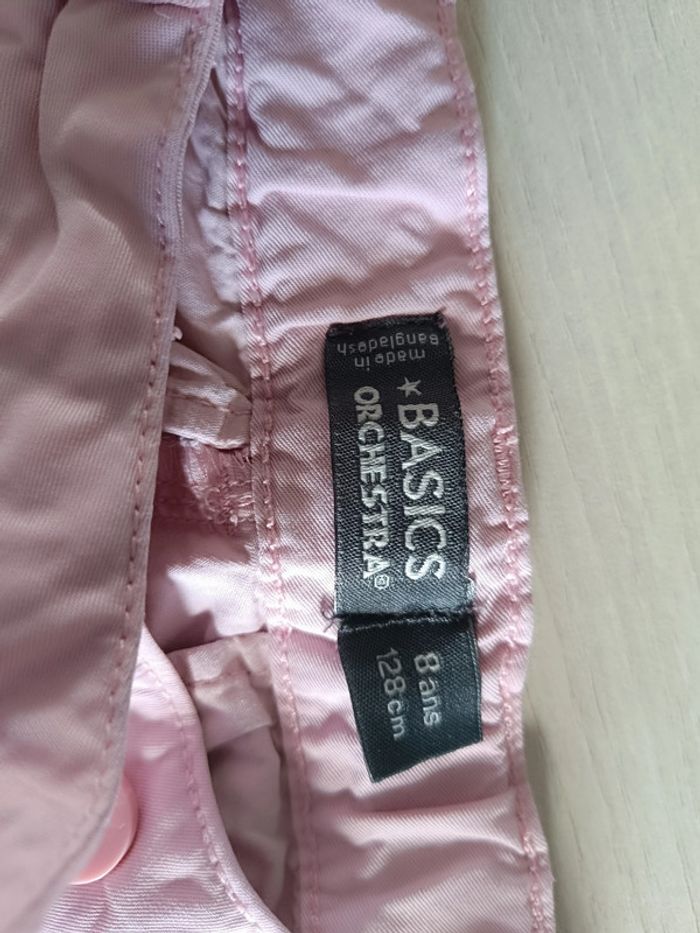 made in
Bangladesh
★ BASICS
ORCHESTRA®
8 ans
128 cm